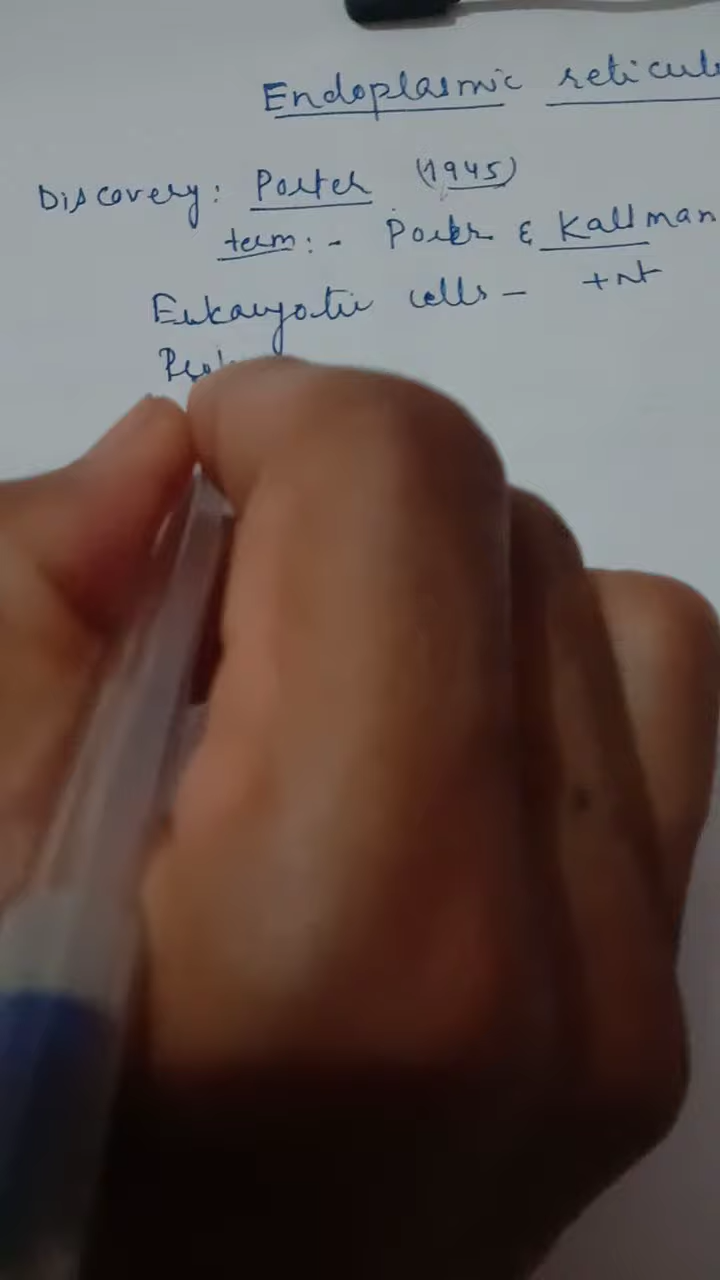 Endoplasmic reticul
Discovery: Porter (1945)
term:- Porter & Kallman
Eukaryotic cells - +nt